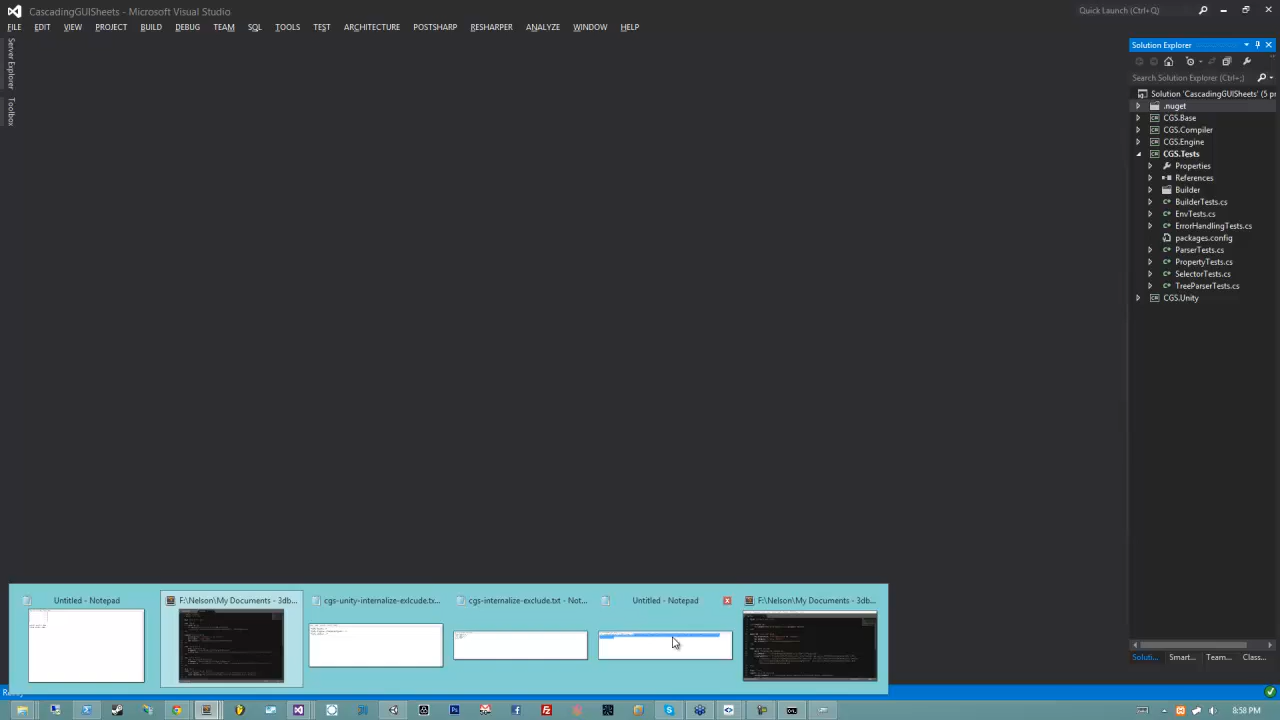 CascadingGUISheets - Microsoft Visual Studio
Quick Launch (Ctrl+Q)
FILE EDIT VIEW PROJECT BUILD DEBUG TEAM SQL TOOLS TEST ARCHITECTURE POSTSHARP RESHARPER ANALYZE WINDOW HELP
Server Explorer
Toolbox
Solution Explorer
Search Solution Explorer (Ctrl+;)
Solution 'CascadingGUISheets' (5 pr
.nuget
CGS.Base
CGS.Compiler
CGS.Engine
CGS.Tests
Properties
References
Builder
BuilderTests.cs
EnvTests.cs
ErrorHandlingTests.cs
packages.config
ParserTests.cs
PropertyTests.cs
SelectorTests.cs
TreeParserTests.cs
CGS.Unity
Soluti... Smart... Team... Class...
Untitled - Notepad
F:\Nelson\My Documents - 3db...
cgs-unity-internalize-exlcude.tx...
cgs-internalize-exclude.txt - Not...
Untitled - Notepad
F:\Nelson\My Documents - 3db...
8:58 PM